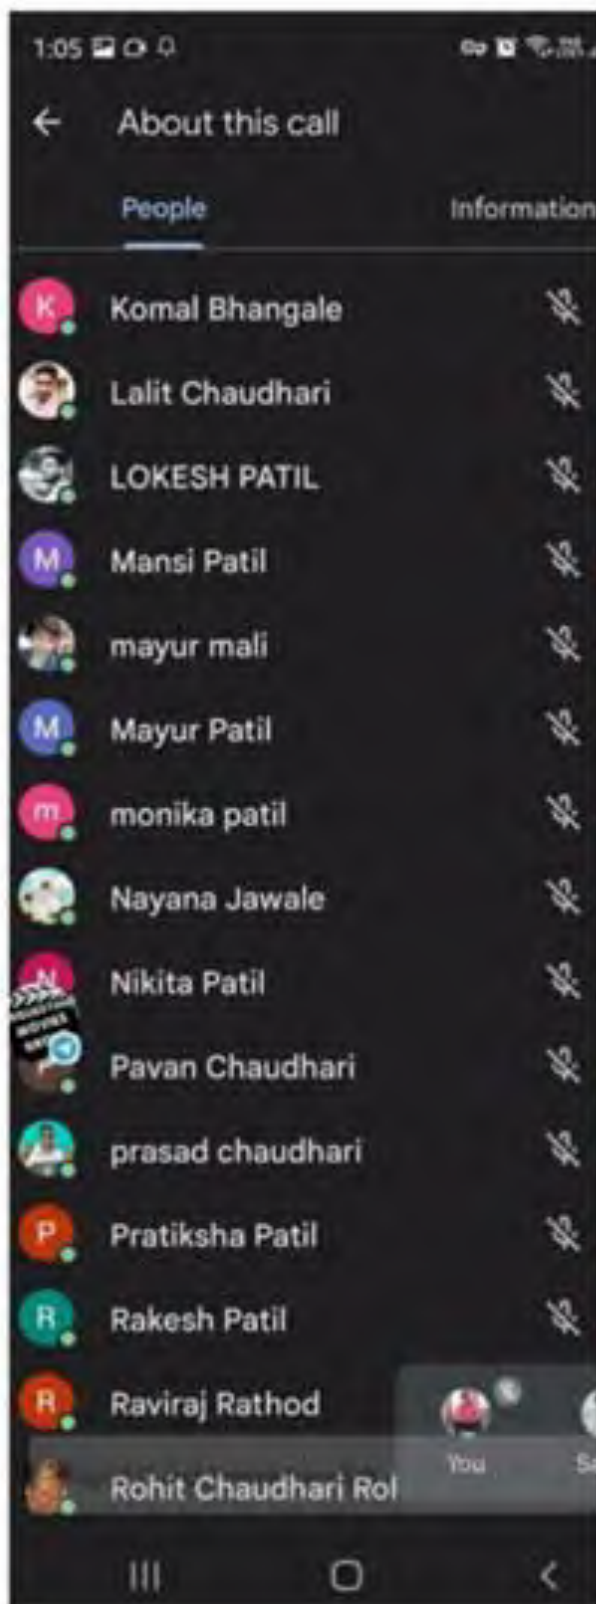 1:05
About this call
People Information
K Komal Bhangale
Lalit Chaudhari
LOKESH PATIL
M Mansi Patil
mayur mali
M Mayur Patil
m monika patil
Nayana Jawale
N Nikita Patil
MOVIES
Pavan Chaudhari
prasad chaudhari
P Pratiksha Patil
R Rakesh Patil
R Raviraj Rathod
You
Rohit Chaudhari Rol